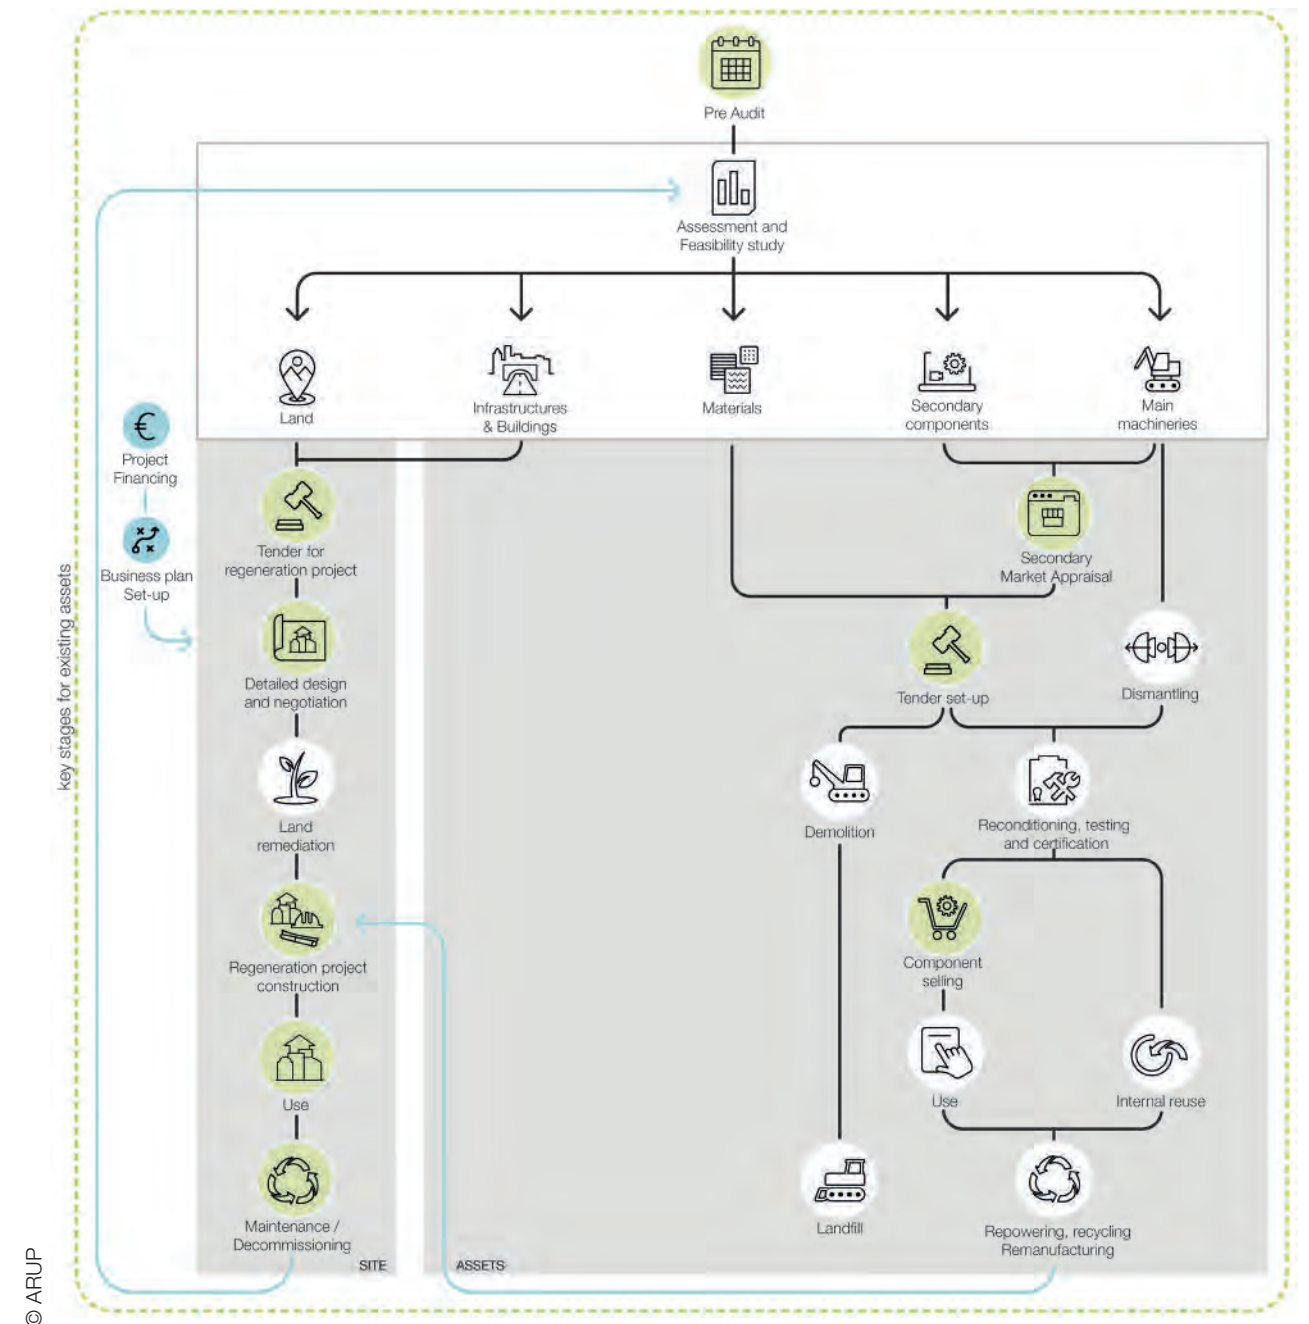 Pre Audit
Assessment and
Feasibility study
Land
Infrastructures
& Buildings
Materials
Secondary
components
Main
machineries
Project
Financing
Business plan
Set-up
key stages for existing assets
Tender for
regeneration project
Secondary
Market Appraisal
Detailed design
and negotiation
Tender set-up
Dismantling
Land
remediation
Demolition
Reconditioning, testing
and certification
Regeneration project
construction
Component
selling
Use
Use
Internal reuse
Maintenance /
Decommissioning
Landfill
Repowering, recycling
Remanufacturing
SITE
ASSETS
© ARUP